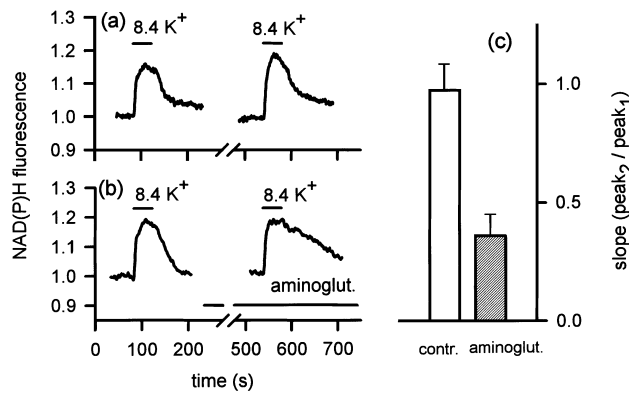 (a)
8.4 K+
8.4 K+
(c)
1.3
1.2
1.1
1.0
0.9
NAD(P)H fluorescence
(b)
8.4 K+
8.4 K+
1.3
1.2
1.1
1.0
0.9
aminoglut.
0
100
200
500
600
700
time (s)
1.0
0.5
0.0
slope (peak2 / peak1)
contr.
aminoglut.